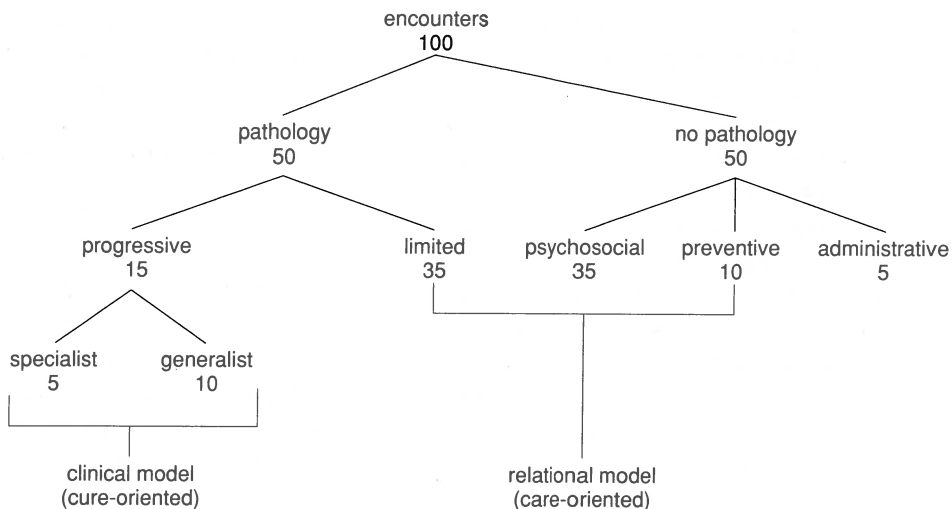 encounters
100
pathology
50
no pathology
50
progressive
15
limited
35
psychosocial
35
preventive
10
administrative
5
specialist
5
generalist
10
clinical model
(cure-oriented)
relational model
(care-oriented)